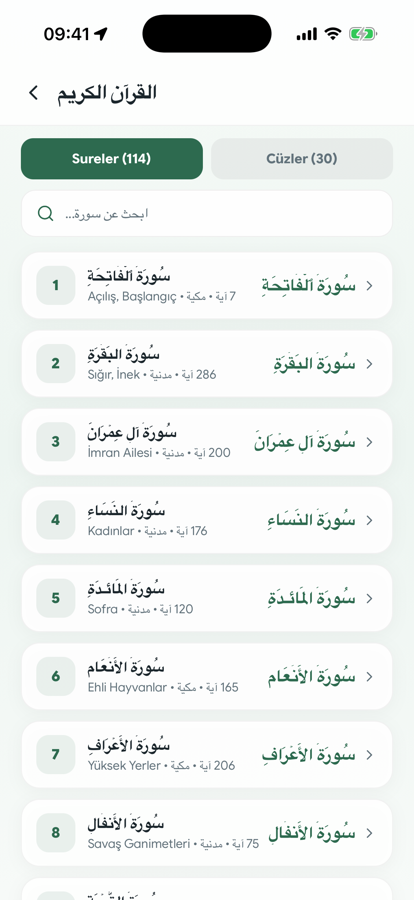 09:41
القرآن الكريم
Sureler (114)
Cüzler (30)
ابحث عن سورة...
1
سُورَةُ ٱلْفَاتِحَةِ
Açılış, Başlangıç • مكية • 7 آية
سُورَةُ ٱلْفَاتِحَةِ
2
سُورَةُ البَقَرَةِ
Sığır, İnek • مدنية • 286 آية
سُورَةُ البَقَرَةِ
3
سُورَةُ آلِ عِمۡرَانَ
İmran Ailesi • مدنية • 200 آية
سُورَةُ آلِ عِمۡرَانَ
4
سُورَةُ النِّسَاءِ
Kadınlar • مدنية • 176 آية
سُورَةُ النِّسَاءِ
5
سُورَةُ المَائـِدَةِ
Sofra • مدنية • 120 آية
سُورَةُ المَائـِدَةِ
6
سُورَةُ الأَنۡعَامِ
Ehli Hayvanlar • مكية • 165 آية
سُورَةُ الأَنۡعَامِ
7
سُورَةُ الأَعۡرَافِ
Yüksek Yerler • مكية • 206 آية
سُورَةُ الأَعۡرَافِ
8
سُورَةُ الأَنفَالِ
Savaş Ganimetleri • مدنية • 75 آية
سُورَةُ الأَنفَالِ